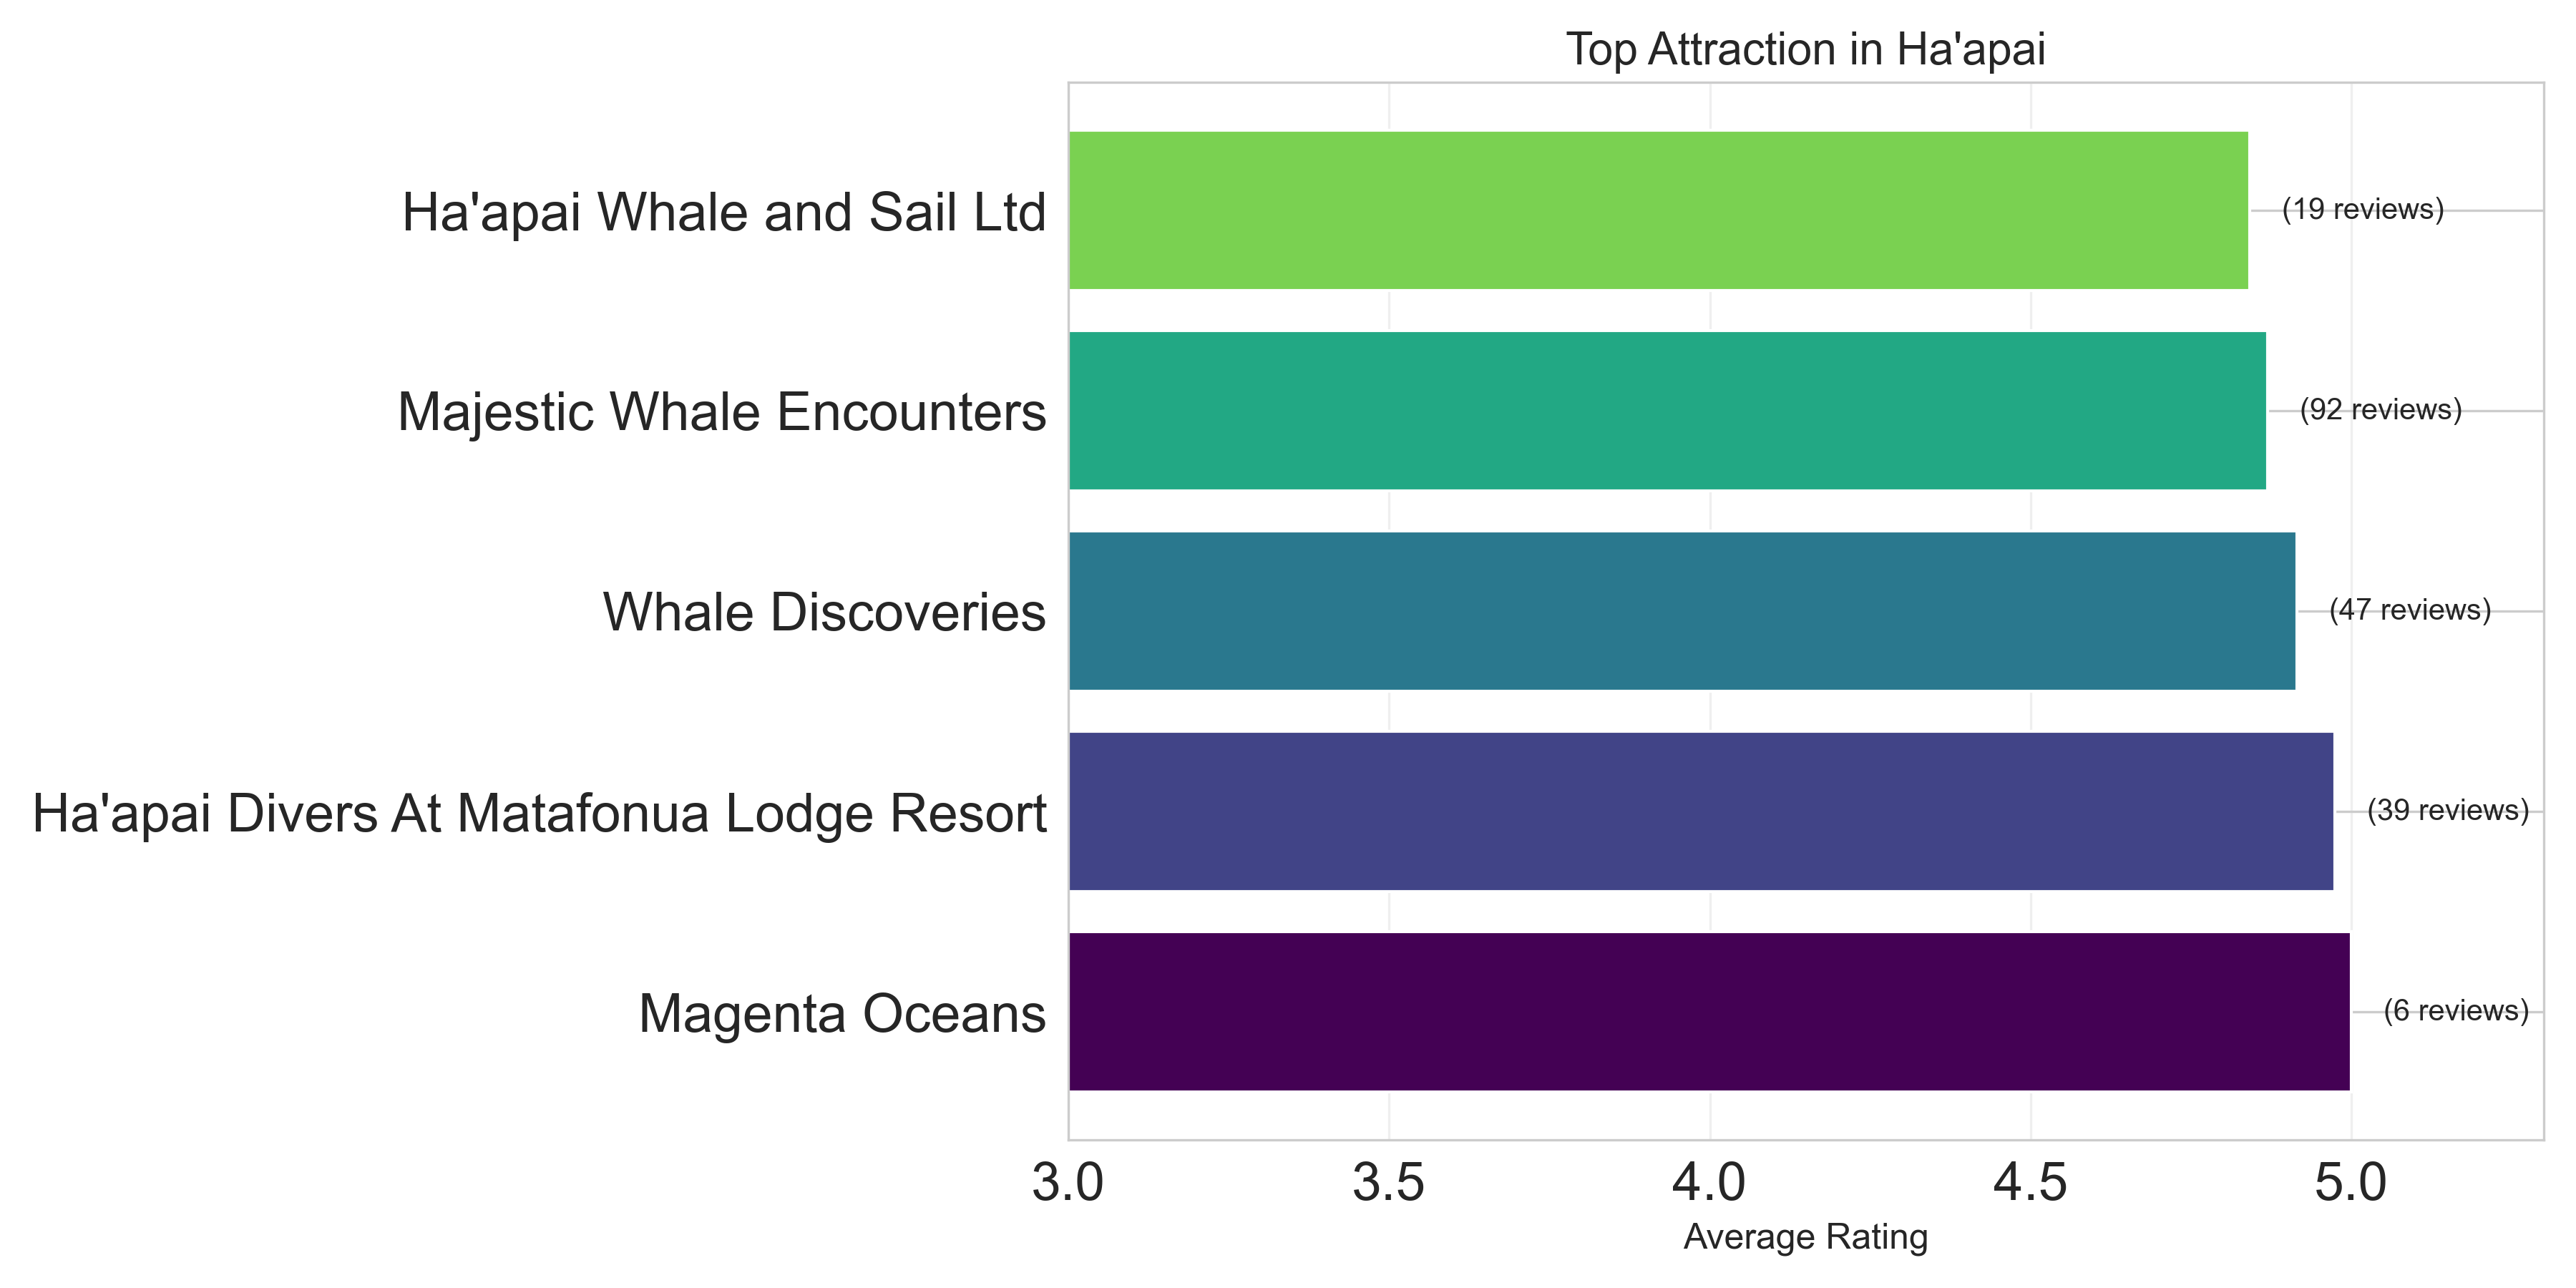 Top Attraction in Ha'apai
Ha'apai Whale and Sail Ltd
(19 reviews)
Majestic Whale Encounters
(92 reviews)
Whale Discoveries
(47 reviews)
Ha'apai Divers At Matafonua Lodge Resort
(39 reviews)
Magenta Oceans
(6 reviews)
3.0 3.5 4.0 4.5 5.0
Average Rating